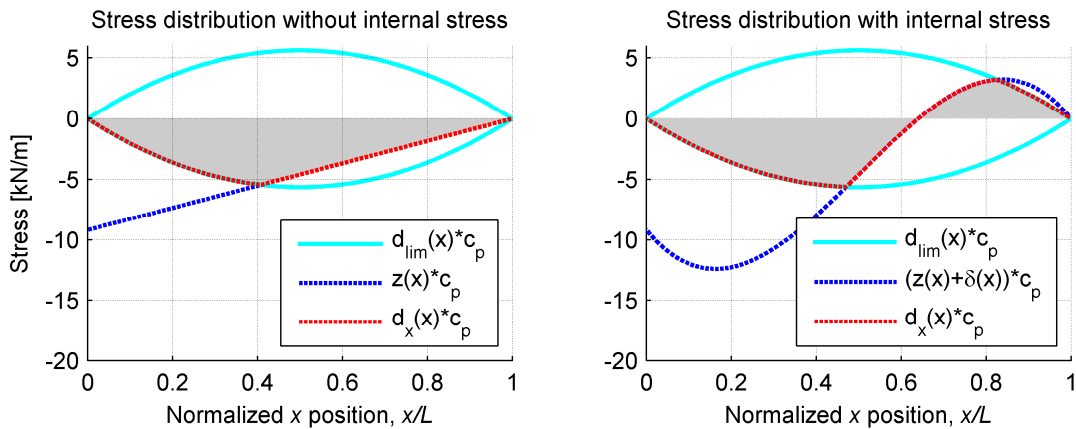 Stress distribution without internal stress
Stress [kN/m]
5
0
-5
-10
-15
-20
0
0.2
0.4
0.6
0.8
1
Normalized x position, x/L
d_lim(x)*c_p
z(x)*c_p
d_x(x)*c_p
Stress distribution with internal stress
5
0
-5
-10
-15
-20
0
0.2
0.4
0.6
0.8
1
Normalized x position, x/L
d_lim(x)*c_p
(z(x)+δ(x))*c_p
d_x(x)*c_p